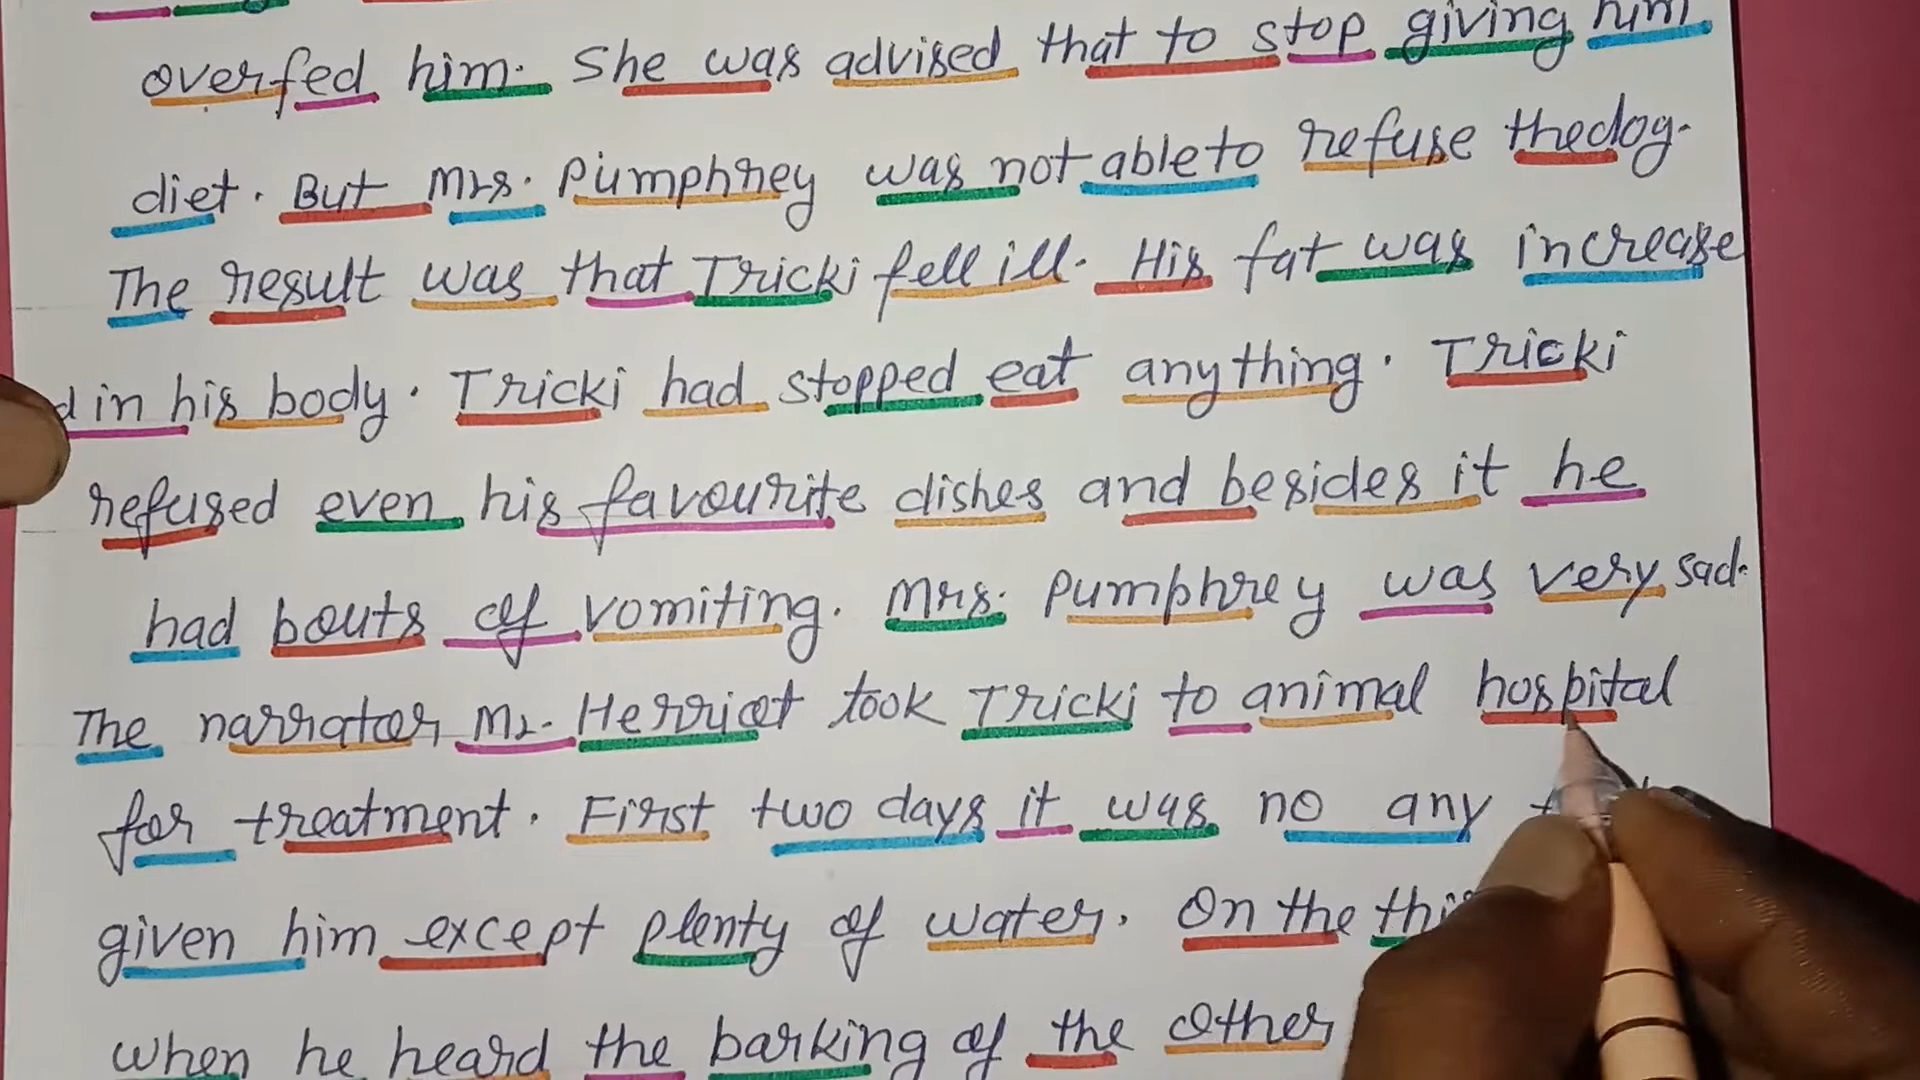 overfed him. She was advised that to stop giving him
diet. But Mrs. Pumphrey was not able to refuse the dog.
The result was that Tricki fell ill. His fat was increase
d in his body. Tricki had stopped eat anything. Tricki
refused even his favourite dishes and besides it he
had bouts of vomiting. Mrs. Pumphrey was very sad.
The narrator Mr. Herriot took Tricki to animal hospital
for treatment. First two days it was no any
given him except plenty of water. On the
when he heard the barking of the other